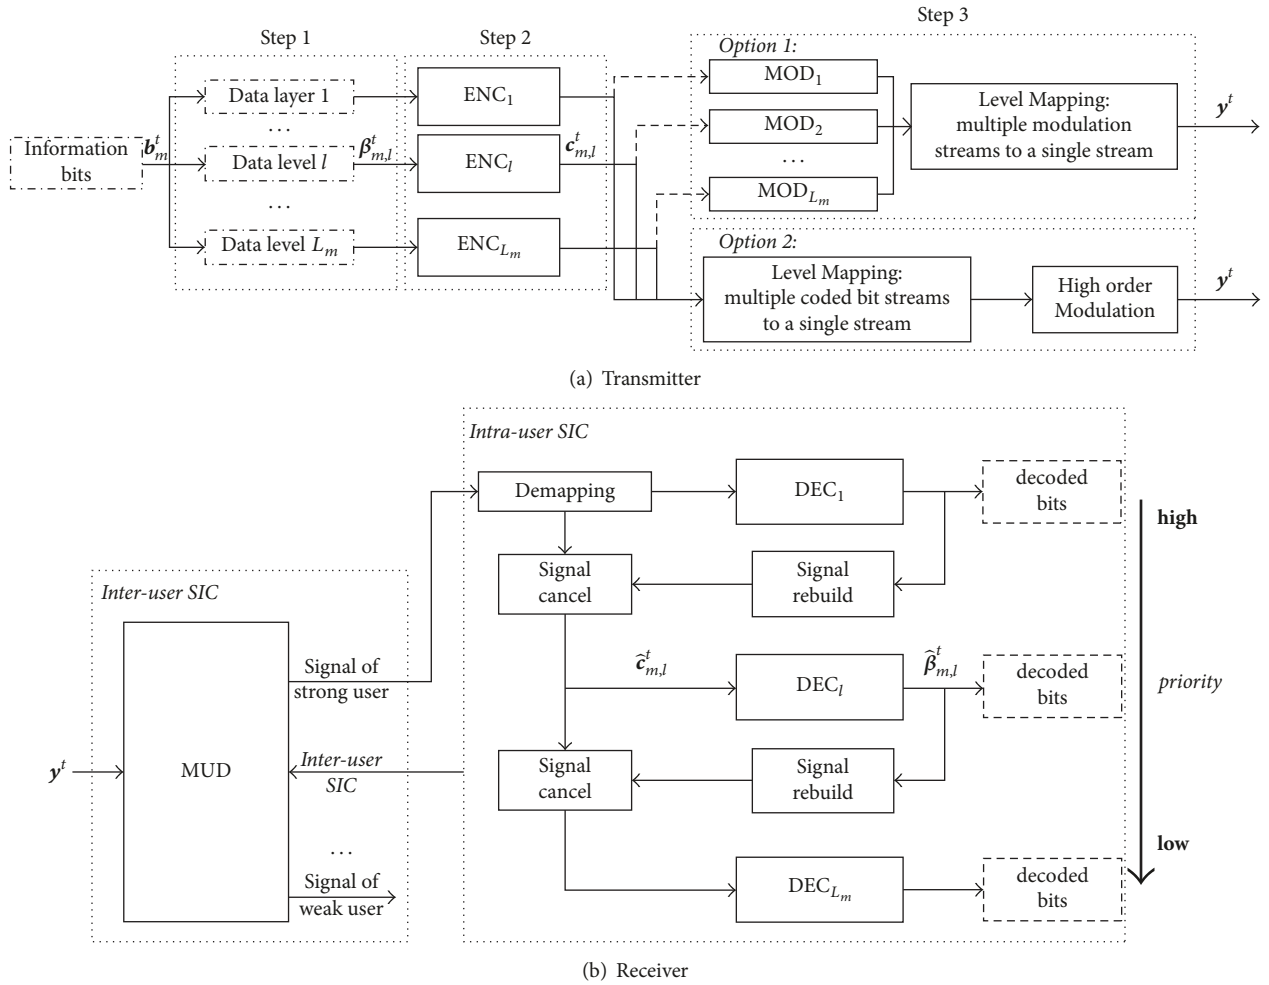 Step 1
Step 2
Step 3
Information
bits
b_m^t
Data layer 1
...
Data level l
...
Data level L_m
β_{m,l}^t
ENC_1
ENC_l
ENC_{L_m}
c_{m,l}^t
Option 1:
MOD_1
MOD_2
...
MOD_{L_m}
Level Mapping:
multiple modulation
streams to a single stream
y^t
Option 2:
Level Mapping:
multiple coded bit streams
to a single stream
High order
Modulation
y^t
(a) Transmitter
Intra-user SIC
Demapping
DEC_1
decoded
bits
high
Signal
cancel
Signal
rebuild
Inter-user SIC
Signal of
strong user
ĉ_{m,l}^t
DEC_l
β̂_{m,l}^t
decoded
bits
priority
y^t
MUD
Inter-user
SIC
Signal
cancel
Signal
rebuild
...
Signal of
weak user
DEC_{L_m}
decoded
bits
low
(b) Receiver